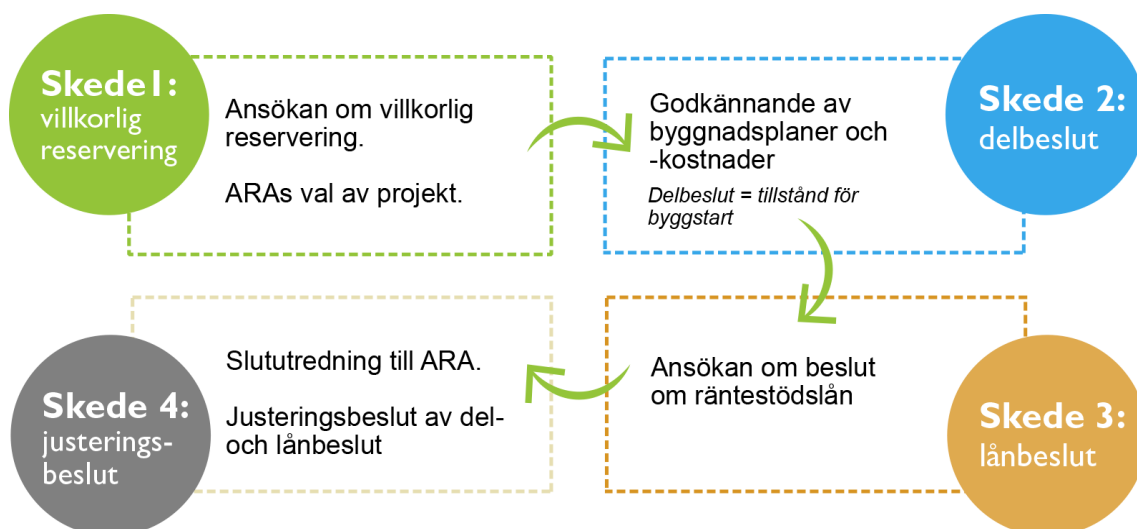 Skede1:
villkorlig
reservering
Ansökan om villkorlig
reservering.
ARAs val av projekt.
Skede 2:
delbeslut
Godkännande av
byggnadsplaner och
-kostnader
Delbeslut = tillstånd för
byggstart
Skede 3:
lånbeslut
Ansökan om beslut
om räntestödslån
Skede 4:
justerings-
beslut
Slututredning till ARA.
Justeringsbeslut av del-
och lånbeslut